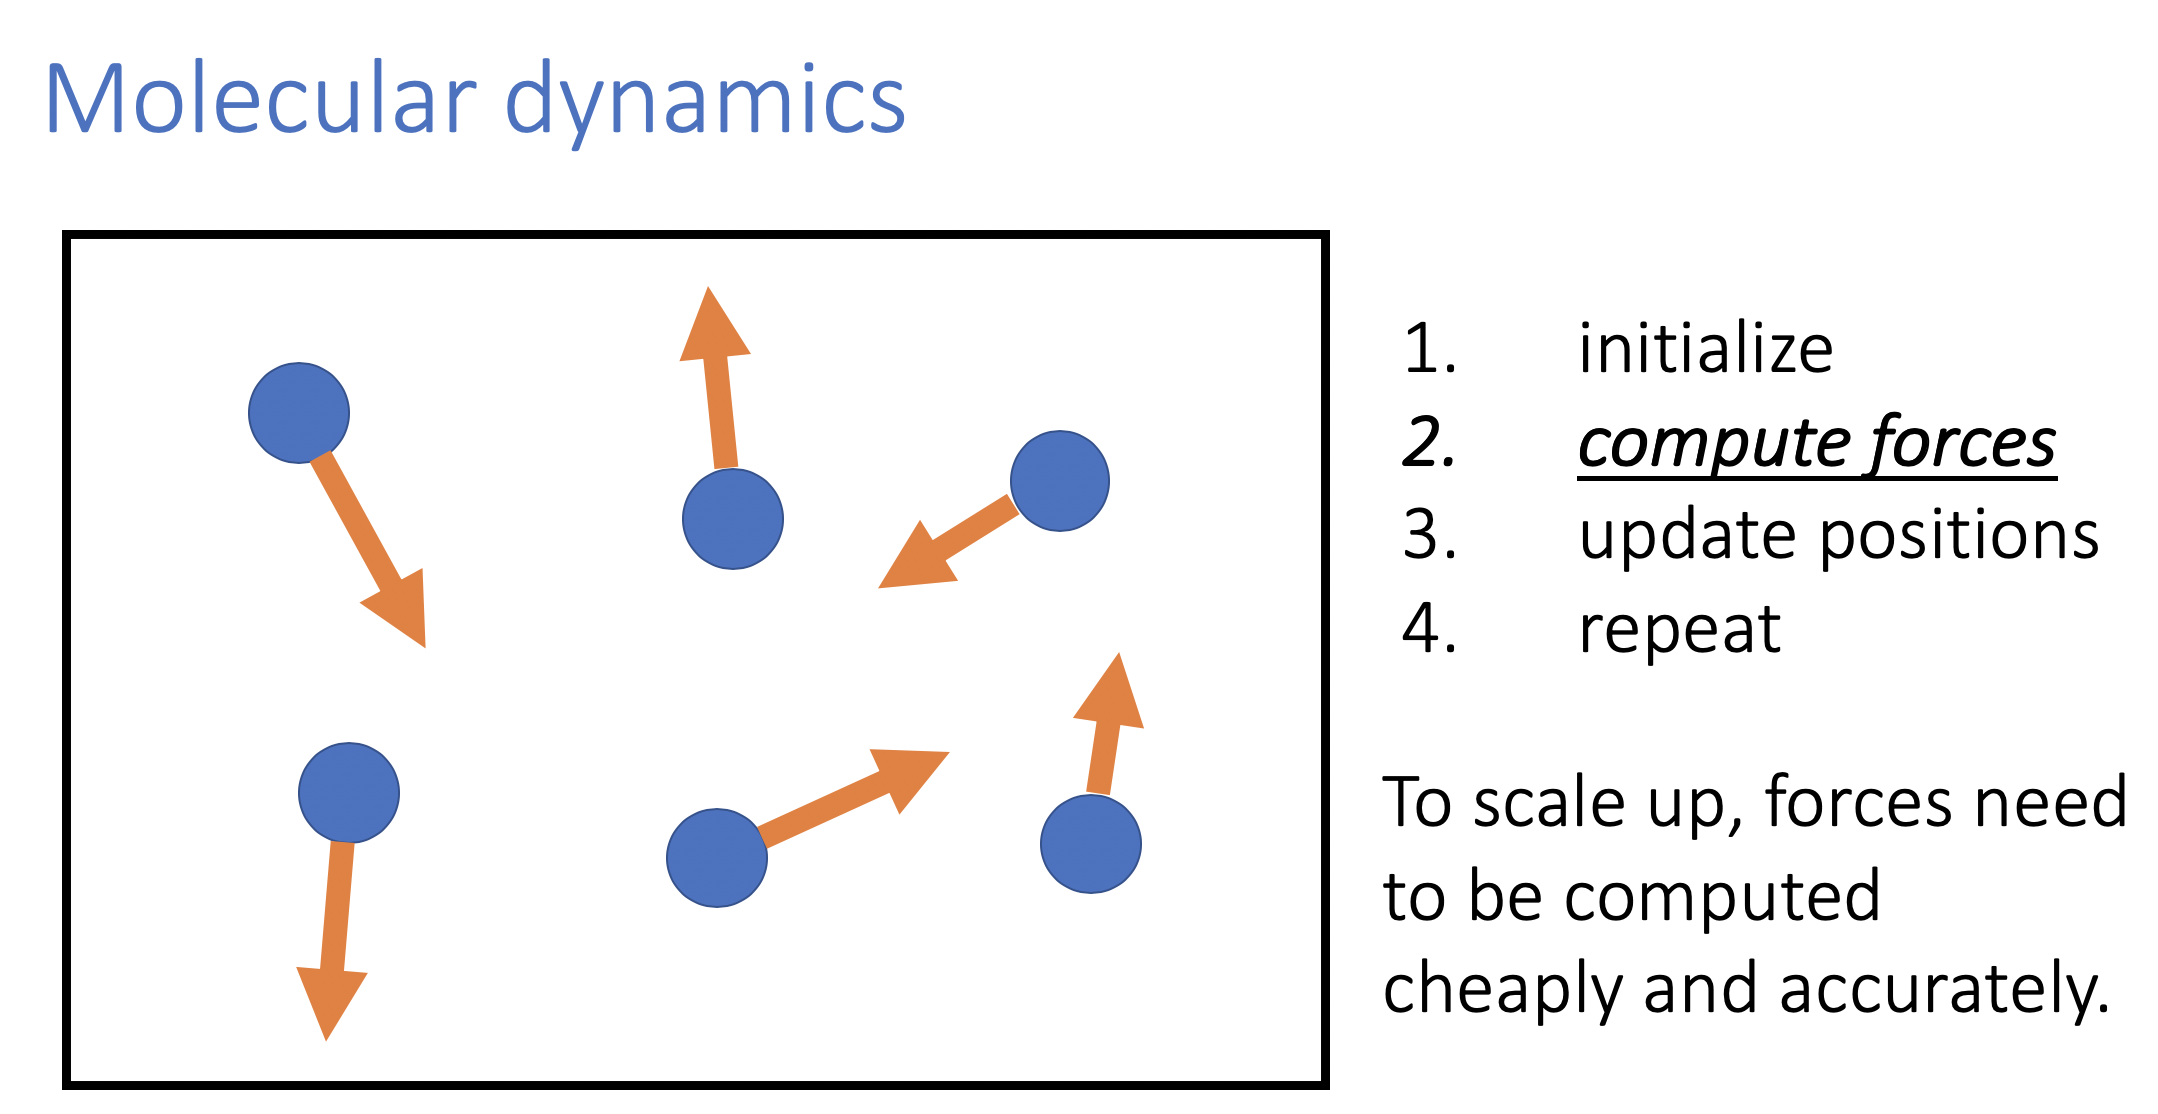 Molecular dynamics
1. initialize
2. compute forces
3. update positions
4. repeat
To scale up, forces need
to be computed
cheaply and accurately.